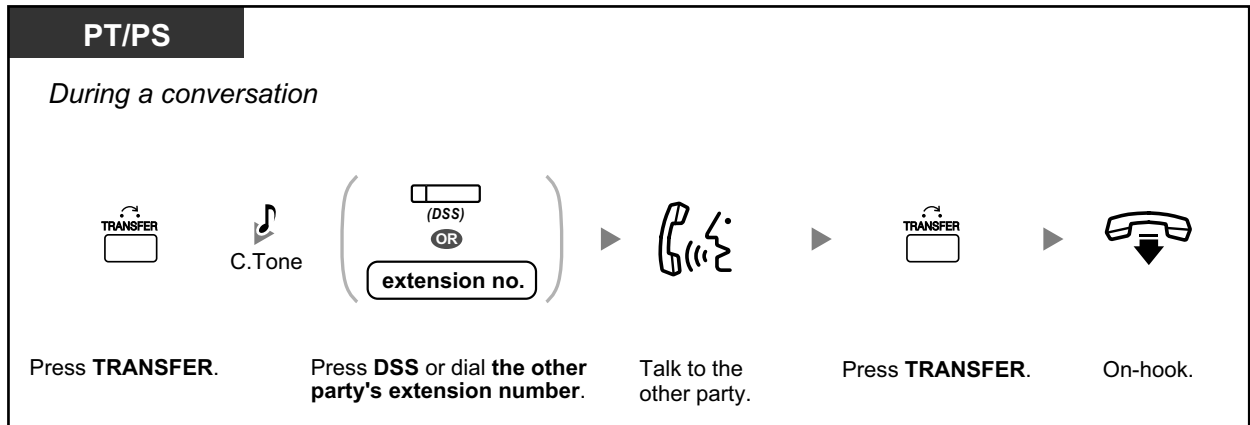 PT/PS
During a conversation
TRANSFER
C.Tone
(DSS)
OR
extension no.
TRANSFER
Press TRANSFER.
Press DSS or dial the other
party's extension number.
Talk to the
other party.
Press TRANSFER.
On-hook.